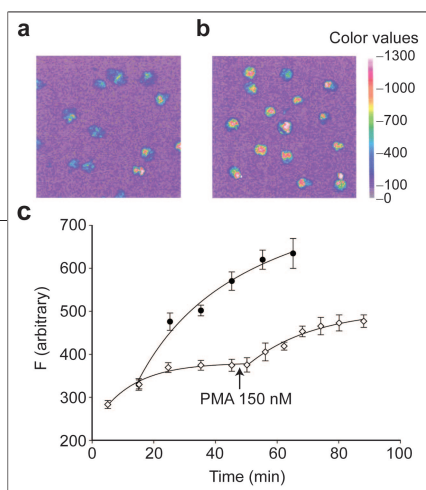 a
b
Color values
–1300
–1000
–700
–400
–100
–0
c
700
600
500
400
300
200
F (arbitrary)
PMA 150 nM
0
20
40
60
80
100
Time (min)